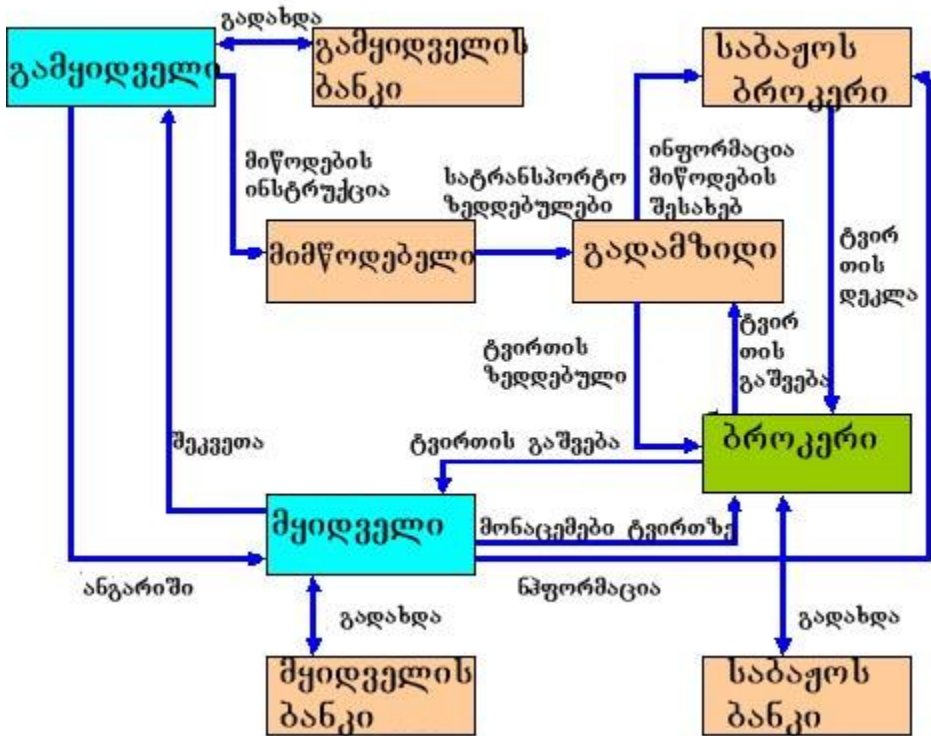 გადახდა
გამყიდველი
გამყიდველის
ბანკი
საბაჟოს
ბროკერი
მიწოდების
ინსტრუქცია
სატრანსპორტო
ზედდებულები
ინფორმაცია
მიწოდების
შესახებ
მიმწოდებელი
გადამზიდი
ტვირ
თის
დეკლა
ტვირთის
ზედდებული
ტვირ
თის
გაშვება
შეკვეთა
ტვირთის გაშვება
ბროკერი
მყიდველი
მონაცემები ტვირთზე
ანგარიში
ნჰფორმაცია
გადახდა
გადახდა
მყიდველის
ბანკი
საბაჟოს
ბანკი